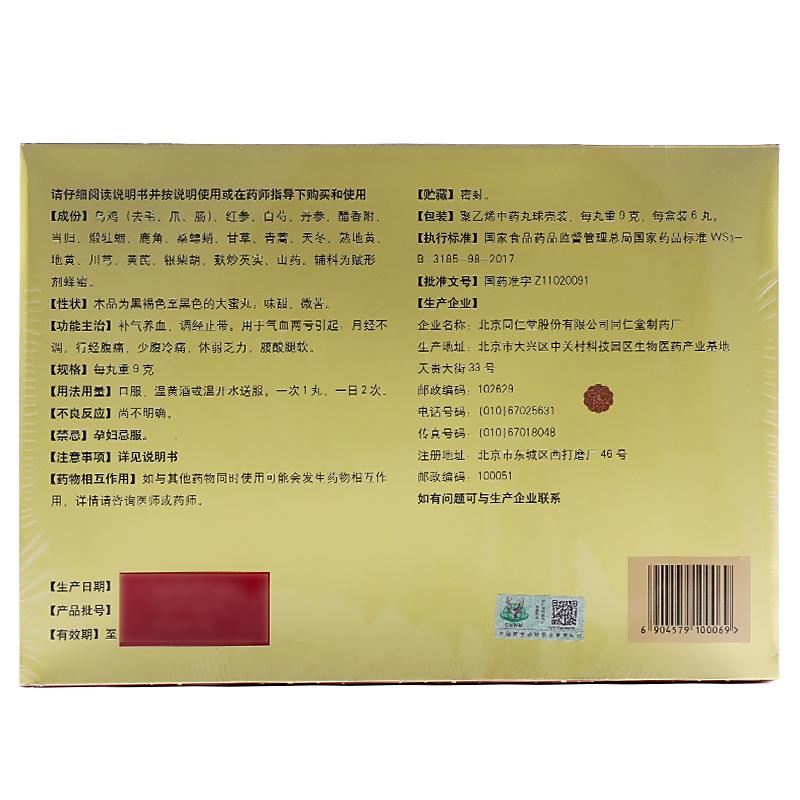 请仔细阅读说明书并按说明使用或在药师指导下购买和使用
【成份】乌鸡(去毛、爪、肠)、红参、白芍、丹参、醋香附、
当归、煅牡蛎、鹿角、桑螵蛸、甘草、青蒿、天冬、熟地黄、
地黄、川芎、黄芪、银柴胡、麸炒芡实、山药。辅料为赋形
剂蜂蜜。
【性状】本品为黑褐色至黑色的大蜜丸;味甜、微苦。
【功能主治】补气养血,调经止带。用于气血两亏引起:月经不
调,行经腹痛,少腹冷痛,体弱乏力,腰酸腿软。
【规格】每丸重9克
【用法用量】口服,温黄酒或温开水送服。一次1丸,一日2次。
【不良反应】尚不明确。
【禁忌】孕妇忌服。
【注意事项】详见说明书
【药物相互作用】如与其他药物同时使用可能会发生药物相互作
用,详情请咨询医师或药师。
【生产日期】
【产品批号】
【有效期】至
【贮藏】密封。
【包装】聚乙烯中药丸球壳装,每丸重9克,每盒装6丸。
【执行标准】国家食品药品监督管理总局国家药品标准WS3-
B-3185-98-2017
【批准文号】国药准字Z11020091
【生产企业】
企业名称:北京同仁堂股份有限公司同仁堂制药厂
生产地址:北京市大兴区中关村科技园区生物医药产业基地
天贵大街33号
邮政编码:102629
电话号码:(010)67025631
传真号码:(010)67018048
注册地址:北京市东城区西打磨厂46号
邮政编码:100051
如有问题可与生产企业联系
6 904579 100069>